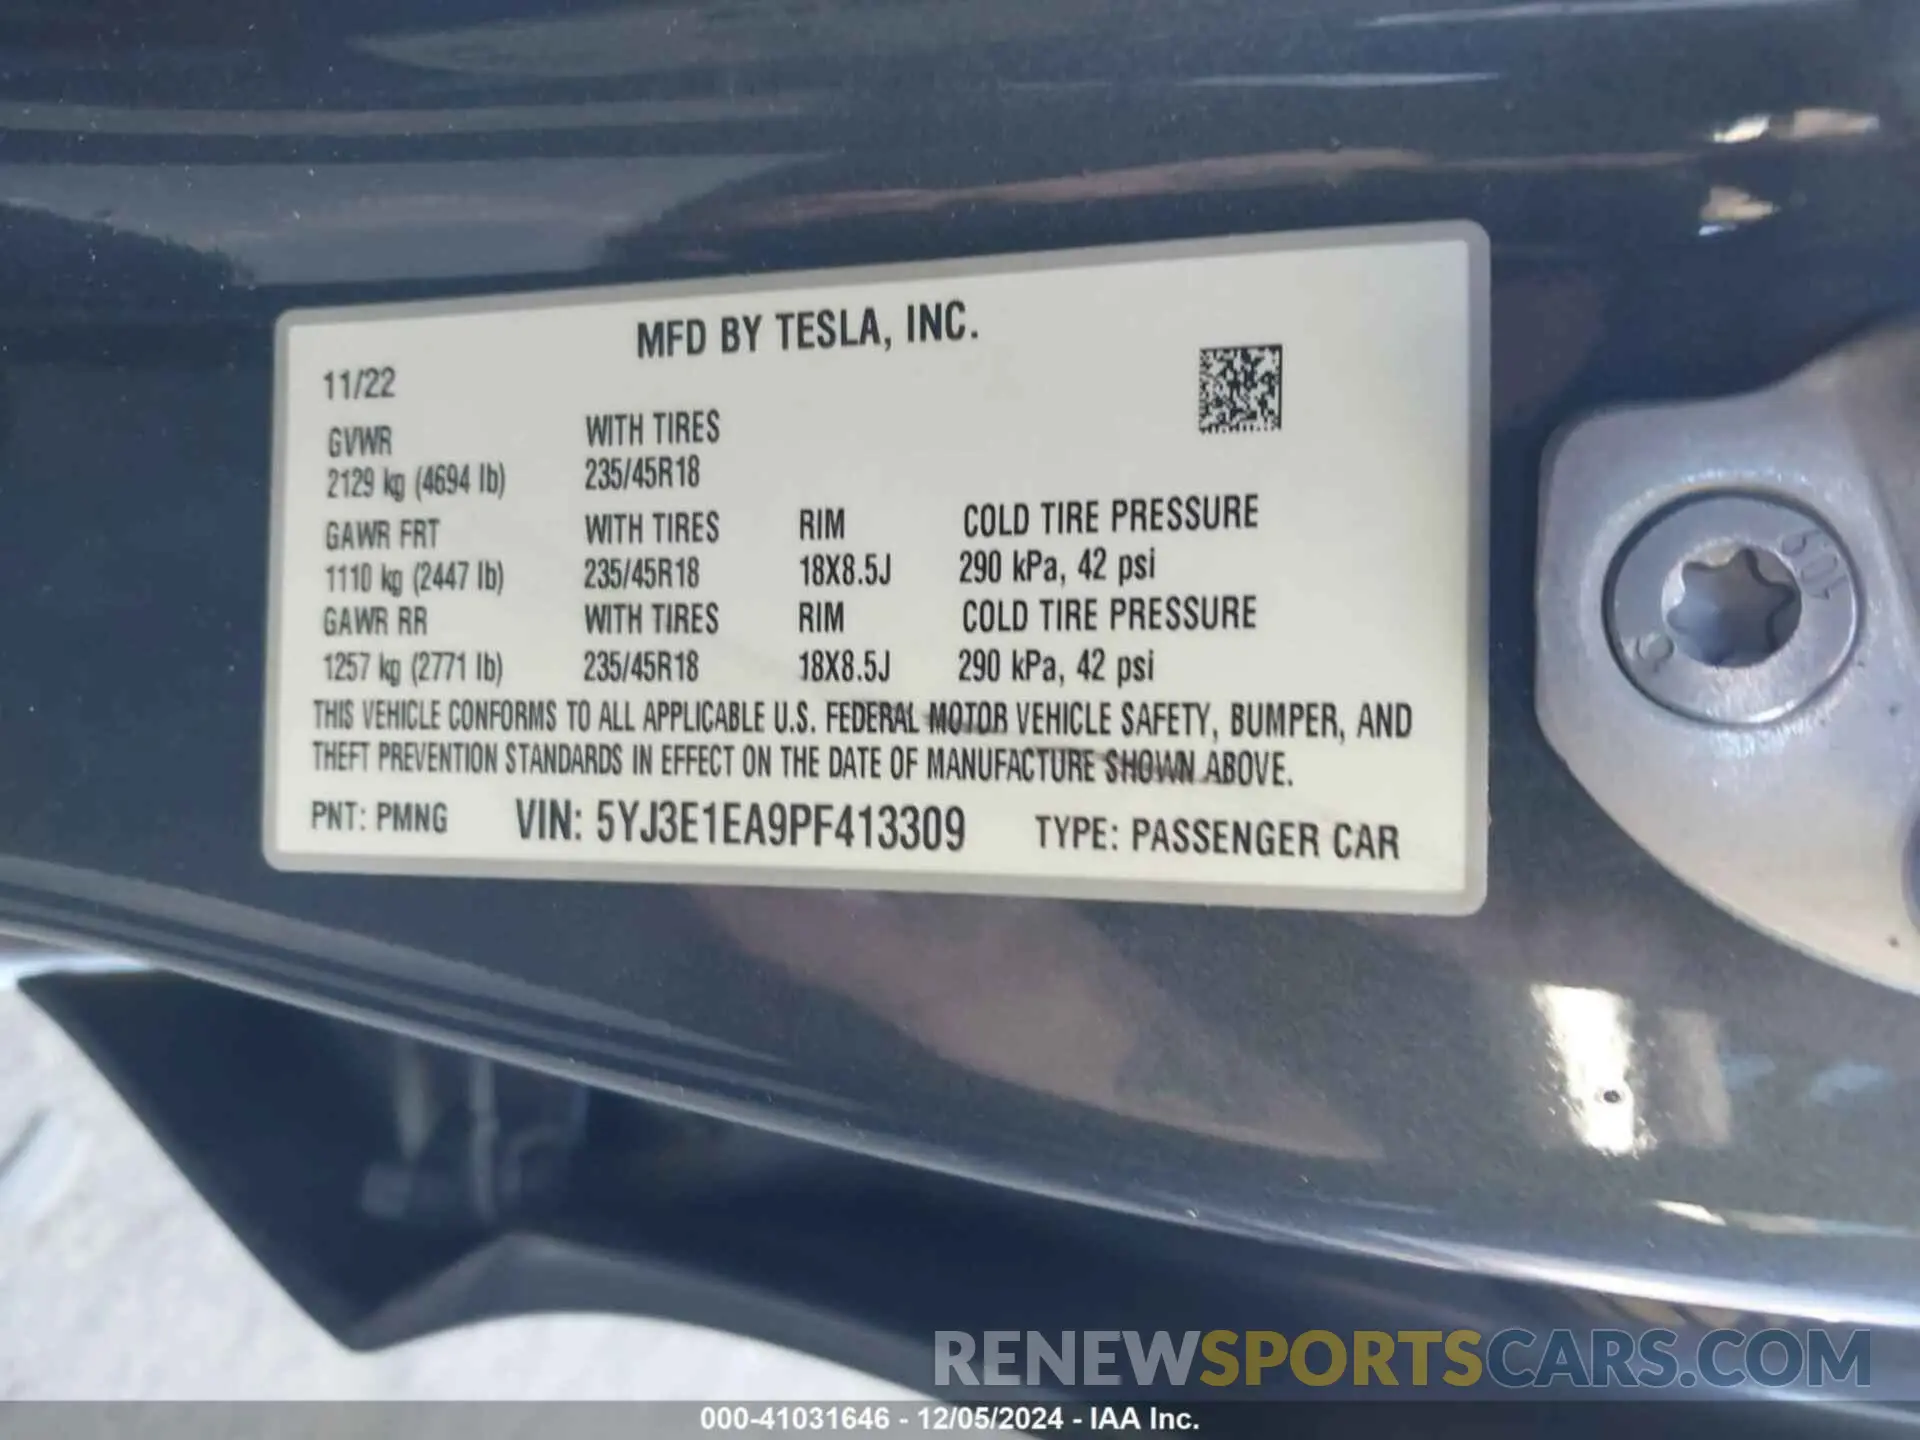 MFD BY TESLA, INC.
11/22
GVWR WITH TIRES
2129 kg (4694 lb) 235/45R18
GAWR FRT WITH TIRES RIM COLD TIRE PRESSURE
1110 kg (2447 lb) 235/45R18 18X8.5J 290 kPa, 42 psi
GAWR RR WITH TIRES RIM COLD TIRE PRESSURE
1257 kg (2771 lb) 235/45R18 18X8.5J 290 kPa, 42 psi
THIS VEHICLE CONFORMS TO ALL APPLICABLE U.S. FEDERAL MOTOR VEHICLE SAFETY, BUMPER, AND
THEFT PREVENTION STANDARDS IN EFFECT ON THE DATE OF MANUFACTURE SHOWN ABOVE.
PNT: PMNG VIN: 5YJ3E1EA9PF413309 TYPE: PASSENGER CAR
RENEWSPORTSCARS.COM
000-41031646 - 12/05/2024 - IAA Inc.